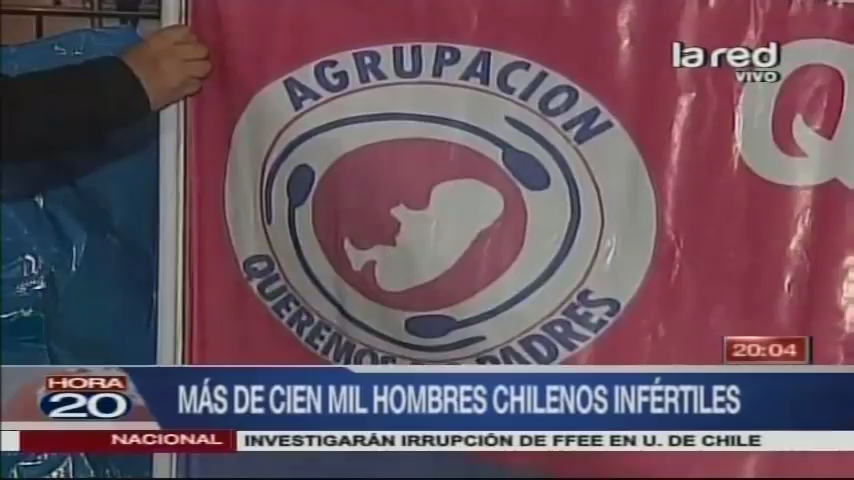 AGRUPACION
la red
VIVO
Q
QUEREMOS
PADRES
20:04
HORA
20
MÁS DE CIEN MIL HOMBRES CHILENOS INFÉRTILES
NACIONAL
INVESTIGARÁN IRRUPCIÓN DE FFEE EN U. DE CHILE